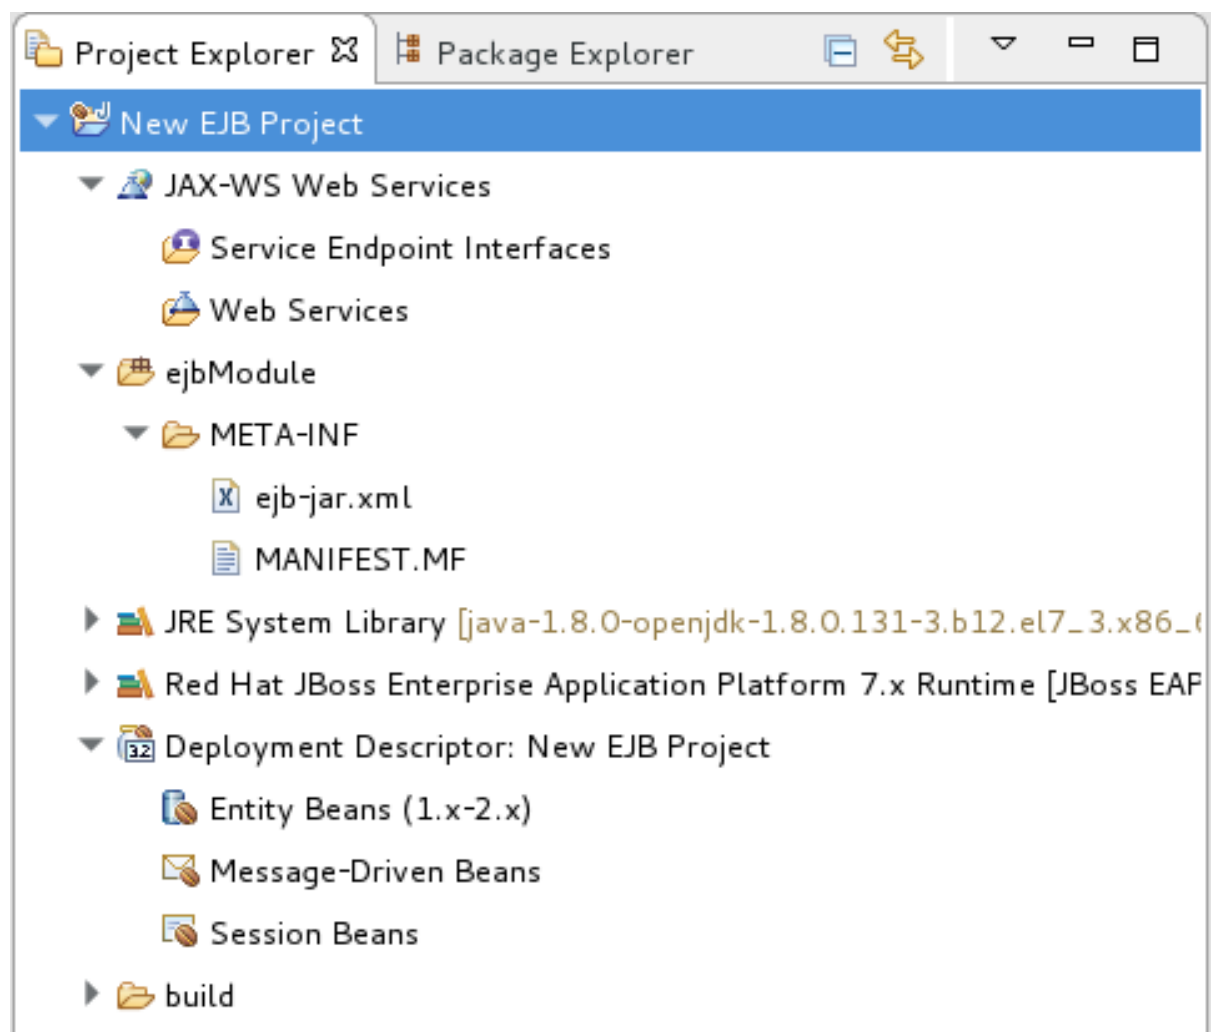 Project Explorer Package Explorer
New EJB Project
JAX-WS Web Services
Service Endpoint Interfaces
Web Services
ejbModule
META-INF
ejb-jar.xml
MANIFEST.MF
JRE System Library [java-1.8.0-openjdk-1.8.0.131-3.b12.el7_3.x86_
Red Hat JBoss Enterprise Application Platform 7.x Runtime [JBoss EAP
Deployment Descriptor: New EJB Project
Entity Beans (1.x-2.x)
Message-Driven Beans
Session Beans
build